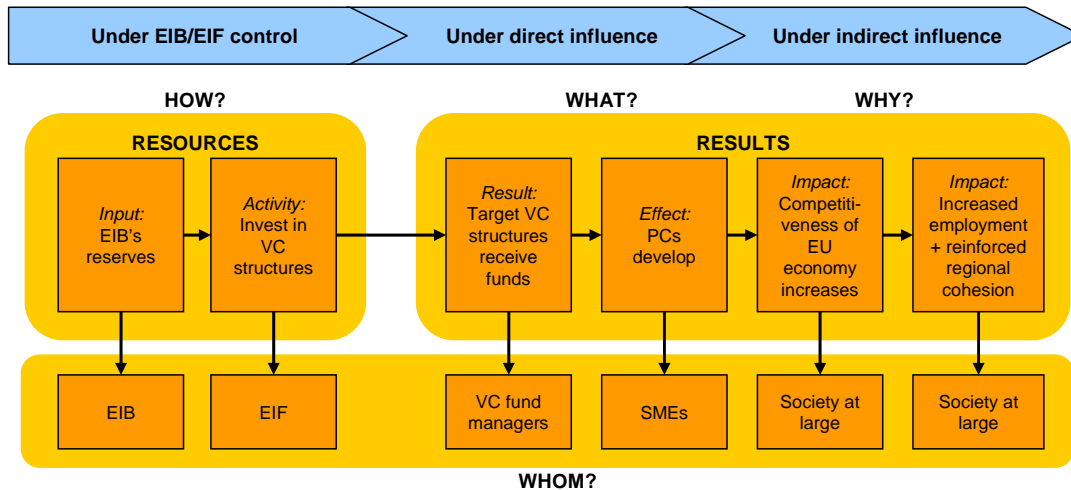 Under EIB/EIF control
Under direct influence
Under indirect influence
HOW?
WHAT?
WHY?
RESOURCES
RESULTS
Input:
EIB's
reserves
Activity:
Invest in
VC
structures
Result:
Target VC
structures
receive
funds
Effect:
PCs
develop
Impact:
Competiti-
veness of
EU
economy
increases
Impact:
Increased
employment
+ reinforced
regional
cohesion
EIB
EIF
VC fund
managers
SMEs
Society at
large
Society at
large
WHOM?